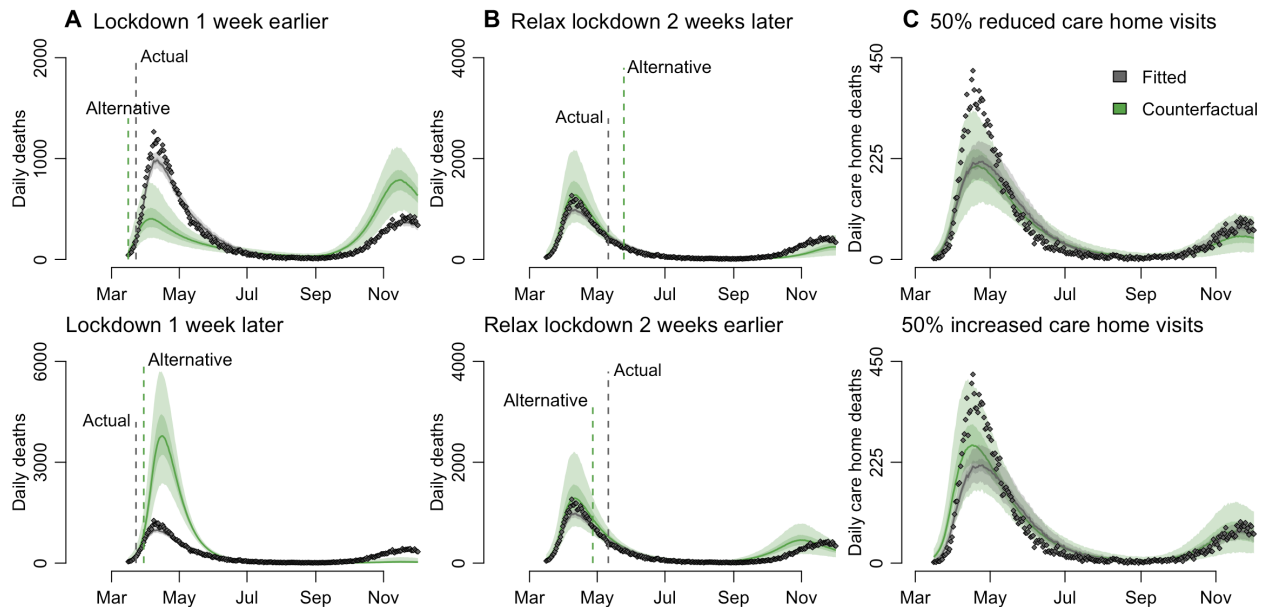 A Lockdown 1 week earlier
Daily deaths
2000
1000
0
Actual
Alternative
Mar May Jul Sep Nov
B Relax lockdown 2 weeks later
Daily deaths
4000
2000
0
Alternative
Actual
Mar May Jul Sep Nov
C 50% reduced care home visits
Daily care home deaths
450
225
0
Fitted
Counterfactual
Mar May Jul Sep Nov
Lockdown 1 week later
Daily deaths
6000
3000
0
Alternative
Actual
Mar May Jul Sep Nov
Relax lockdown 2 weeks earlier
Daily deaths
4000
2000
0
Actual
Alternative
Mar May Jul Sep Nov
50% increased care home visits
Daily care home deaths
450
225
0
Mar May Jul Sep Nov